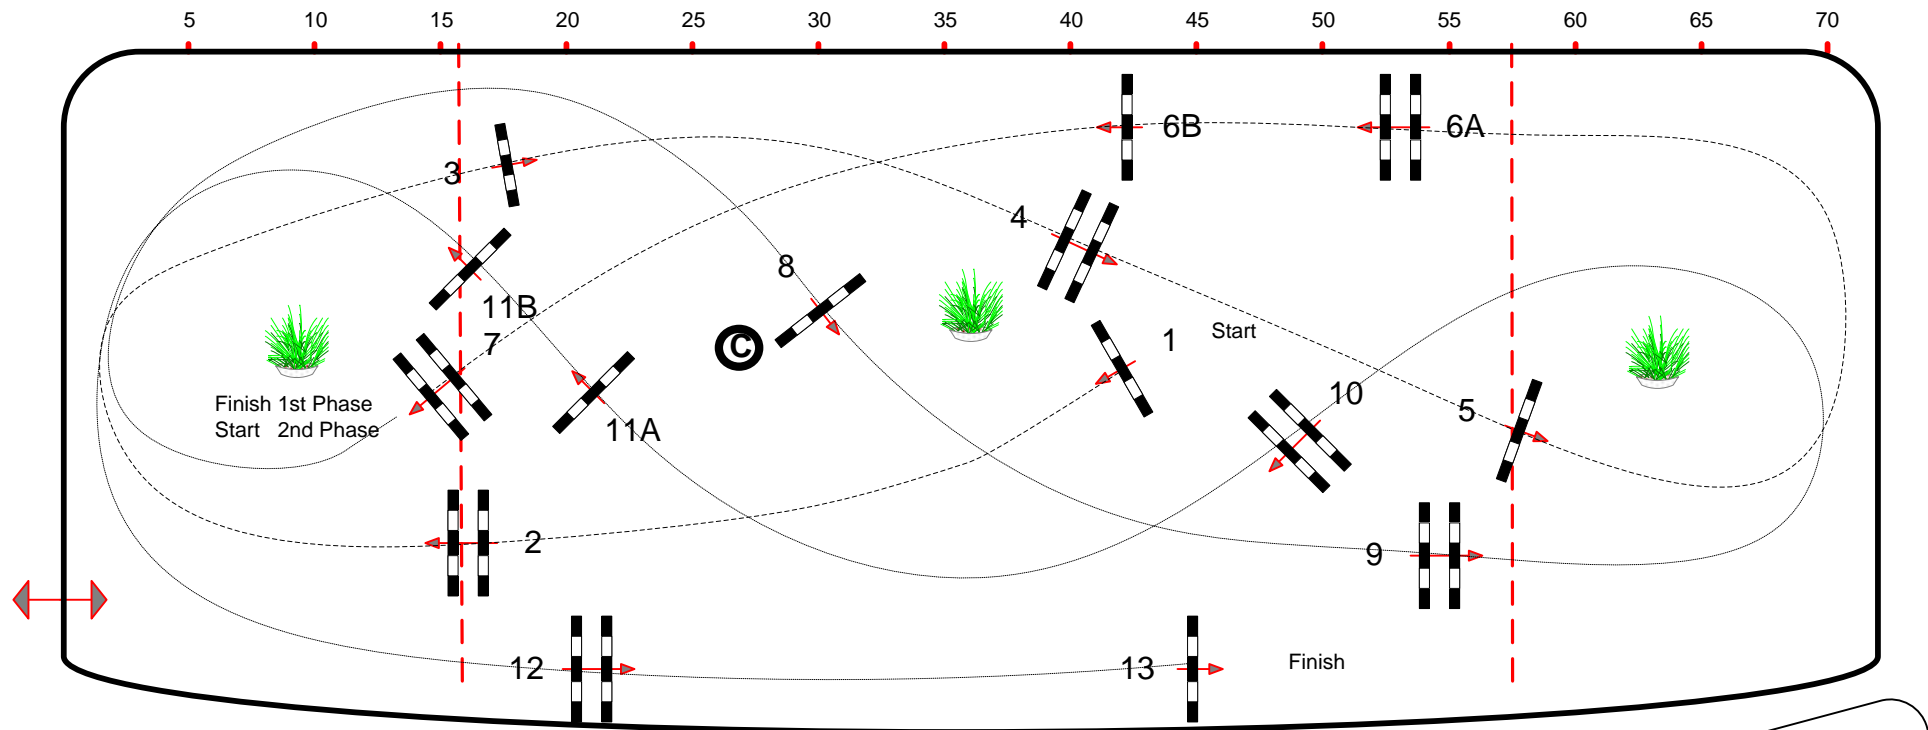 5 10 15 20 25 30 35 40 45 50 55 60 65 70
6B 6A
3
4
8
11B
7
1 Start
C
10
Finish 1st Phase
Start 2nd Phase
5
11A
2
9
12
13 Finish